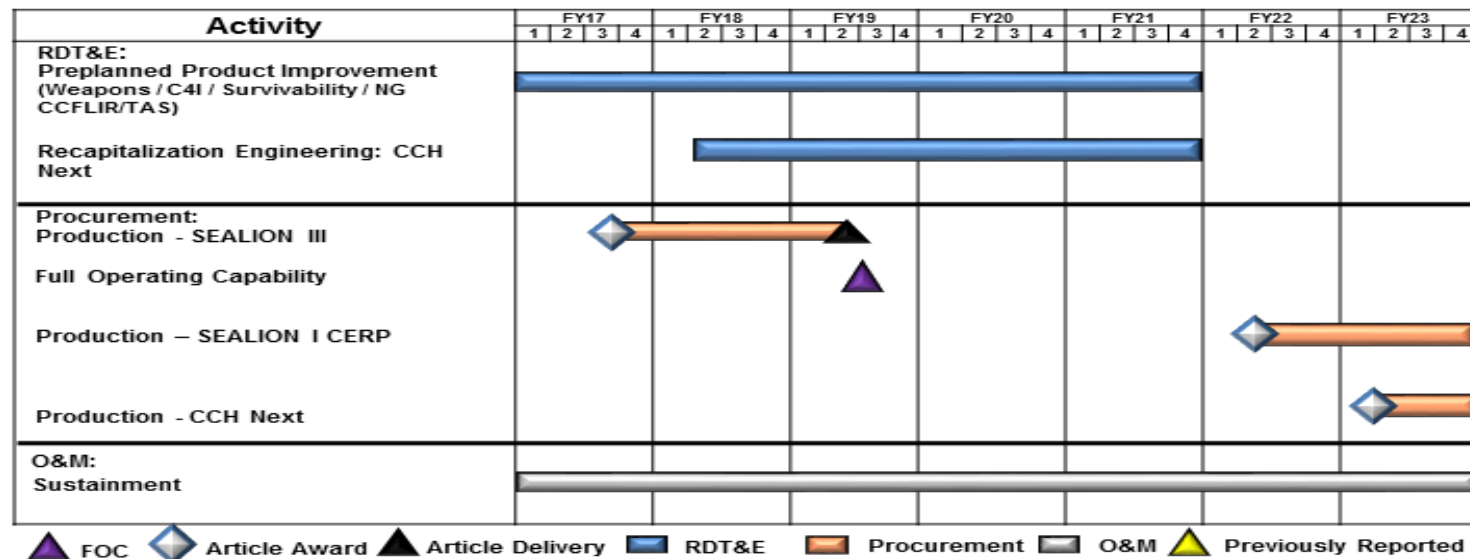 Activity FY17 FY18 FY19 FY20 FY21 FY22 FY23
1 2 3 4 1 2 3 4 1 2 3 4 1 2 3 4 1 2 3 4 1 2 3 4 1 2 3 4
RDT&E:
Preplanned Product Improvement
(Weapons / C4I / Survivability / NG
CCFLIR/TAS)
Recapitalization Engineering: CCH
Next
Procurement:
Production - SEALION III
Full Operating Capability
Production – SEALION I CERP
Production - CCH Next
O&M:
Sustainment
FOC Article Award Article Delivery RDT&E Procurement O&M Previously Reported